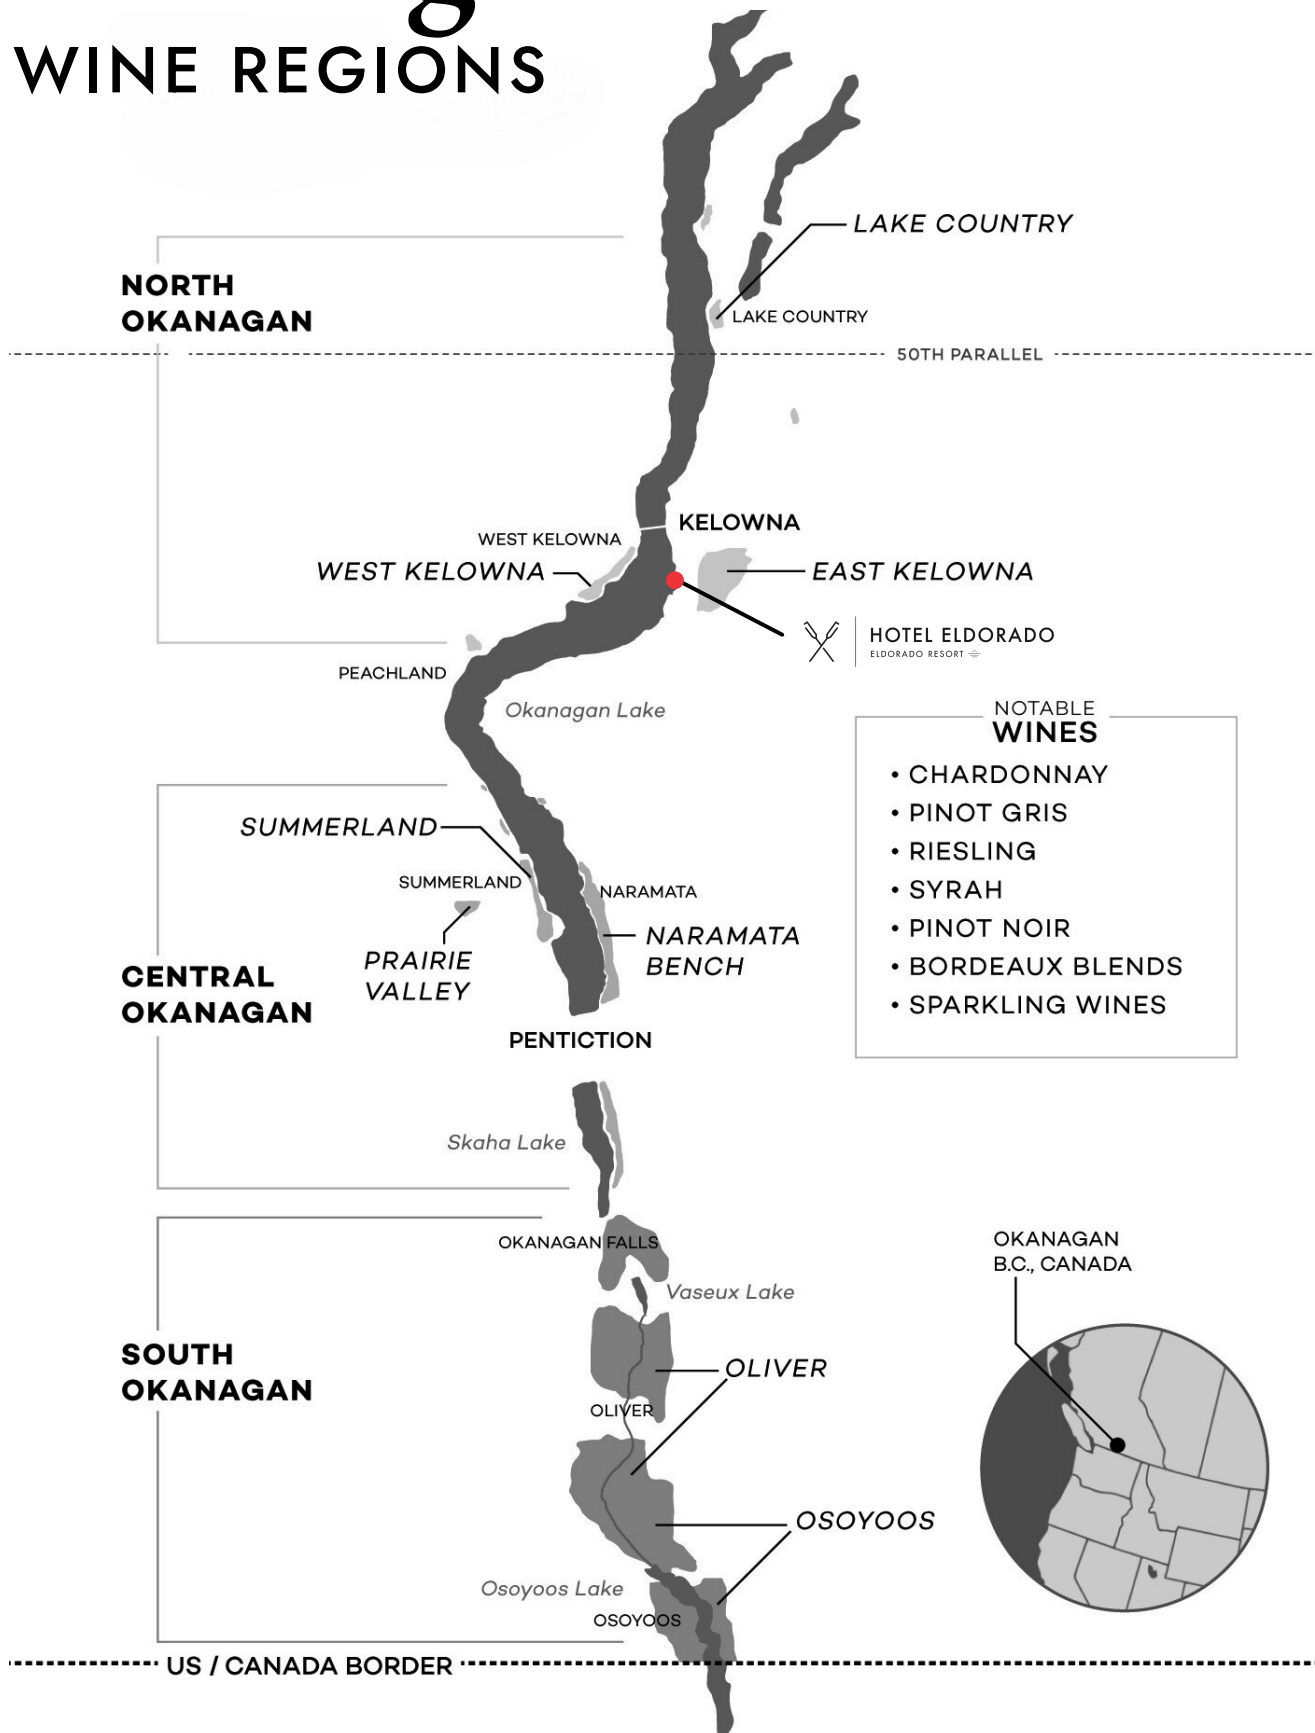 WINE REGIONS
LAKE COUNTRY
NORTH
OKANAGAN
LAKE COUNTRY
50TH PARALLEL
KELOWNA
WEST KELOWNA
WEST KELOWNA
EAST KELOWNA
HOTEL ELDORADO
ELDORADO RESORT
PEACHLAND
Okanagan Lake
NOTABLE
WINES
• CHARDONNAY
• PINOT GRIS
• RIESLING
• SYRAH
• PINOT NOIR
• BORDEAUX BLENDS
• SPARKLING WINES
SUMMERLAND
SUMMERLAND
NARAMATA
PRAIRIE
VALLEY
NARAMATA
BENCH
CENTRAL
OKANAGAN
PENTICTION
Skaha Lake
OKANAGAN FALLS
Vaseux Lake
OKANAGAN
B.C., CANADA
SOUTH
OKANAGAN
OLIVER
OLIVER
OSOYOOS
Osoyoos Lake
OSOYOOS
US / CANADA BORDER